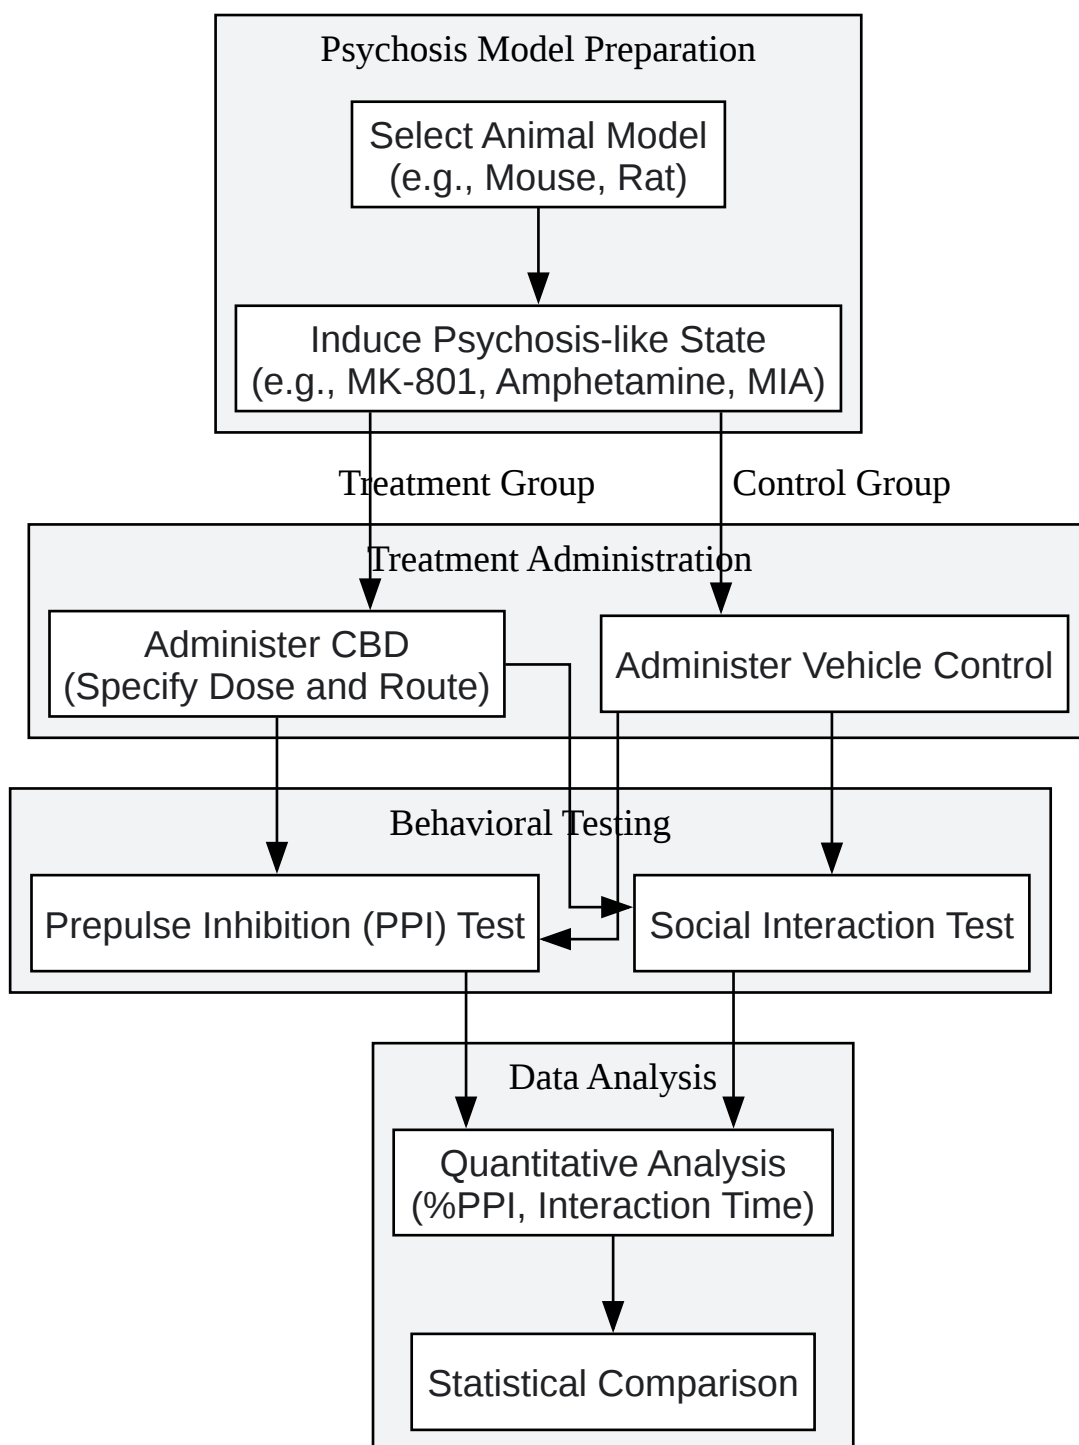 Psychosis Model Preparation
Select Animal Model
(e.g., Mouse, Rat)
Induce Psychosis-like State
(e.g., MK-801, Amphetamine, MIA)
Treatment Group
Control Group
Treatment Administration
Administer CBD
(Specify Dose and Route)
Administer Vehicle Control
Behavioral Testing
Prepulse Inhibition (PPI) Test
Social Interaction Test
Data Analysis
Quantitative Analysis
(%PPI, Interaction Time)
Statistical Comparison